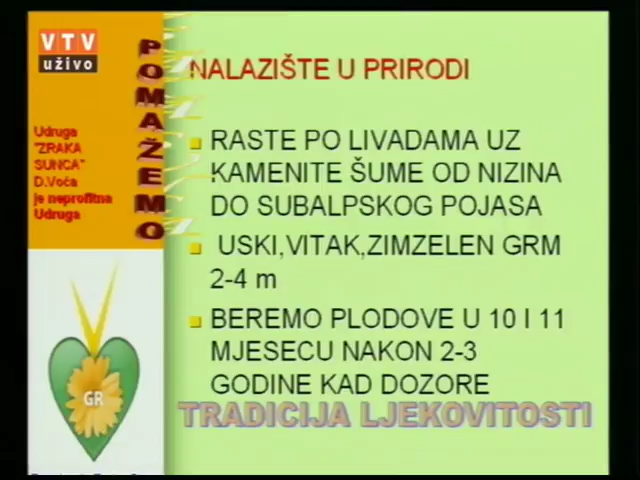 VTV
uživo
POMAŽEMO
Udruga
"ZRAKA
SUNCA"
D.Voća
je neprofitna
Udruga
NALAZIŠTE U PRIRODI
RASTE PO LIVADAMA UZ
KAMENITE ŠUME OD NIZINA
DO SUBALPSKOG POJASA
USKI,VITAK,ZIMZELEN GRM
2-4 m
BEREMO PLODOVE U 10 I 11
MJESECU NAKON 2-3
GODINE KAD DOZORE
GR
TRADICIJA LJEKOVITOSTI